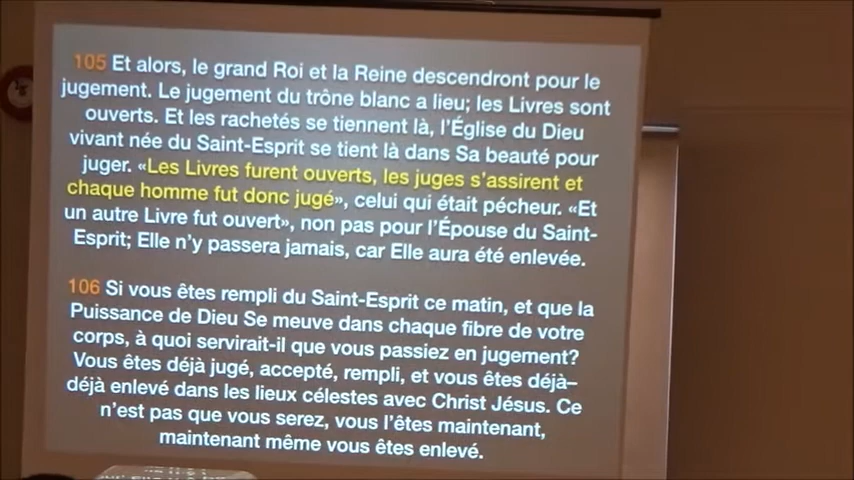 105 Et alors, le grand Roi et la Reine descendront pour le
jugement. Le jugement du trône blanc a lieu; les Livres sont
ouverts. Et les rachetés se tiennent là, l'Église du Dieu
vivant née du Saint-Esprit se tient là dans Sa beauté pour
juger. «Les Livres furent ouverts, les juges s'assirent et
chaque homme fut donc jugé», celui qui était pécheur. «Et
un autre Livre fut ouvert», non pas pour l'Épouse du Saint-
Esprit; Elle n'y passera jamais, car Elle aura été enlevée.
106 Si vous êtes rempli du Saint-Esprit ce matin, et que la
Puissance de Dieu Se meuve dans chaque fibre de votre
corps, à quoi servirait-il que vous passiez en jugement?
Vous êtes déjà jugé, accepté, rempli, et vous êtes déjà–
déjà enlevé dans les lieux célestes avec Christ Jésus. Ce
n'est pas que vous serez, vous l'êtes maintenant,
maintenant même vous êtes enlevé.